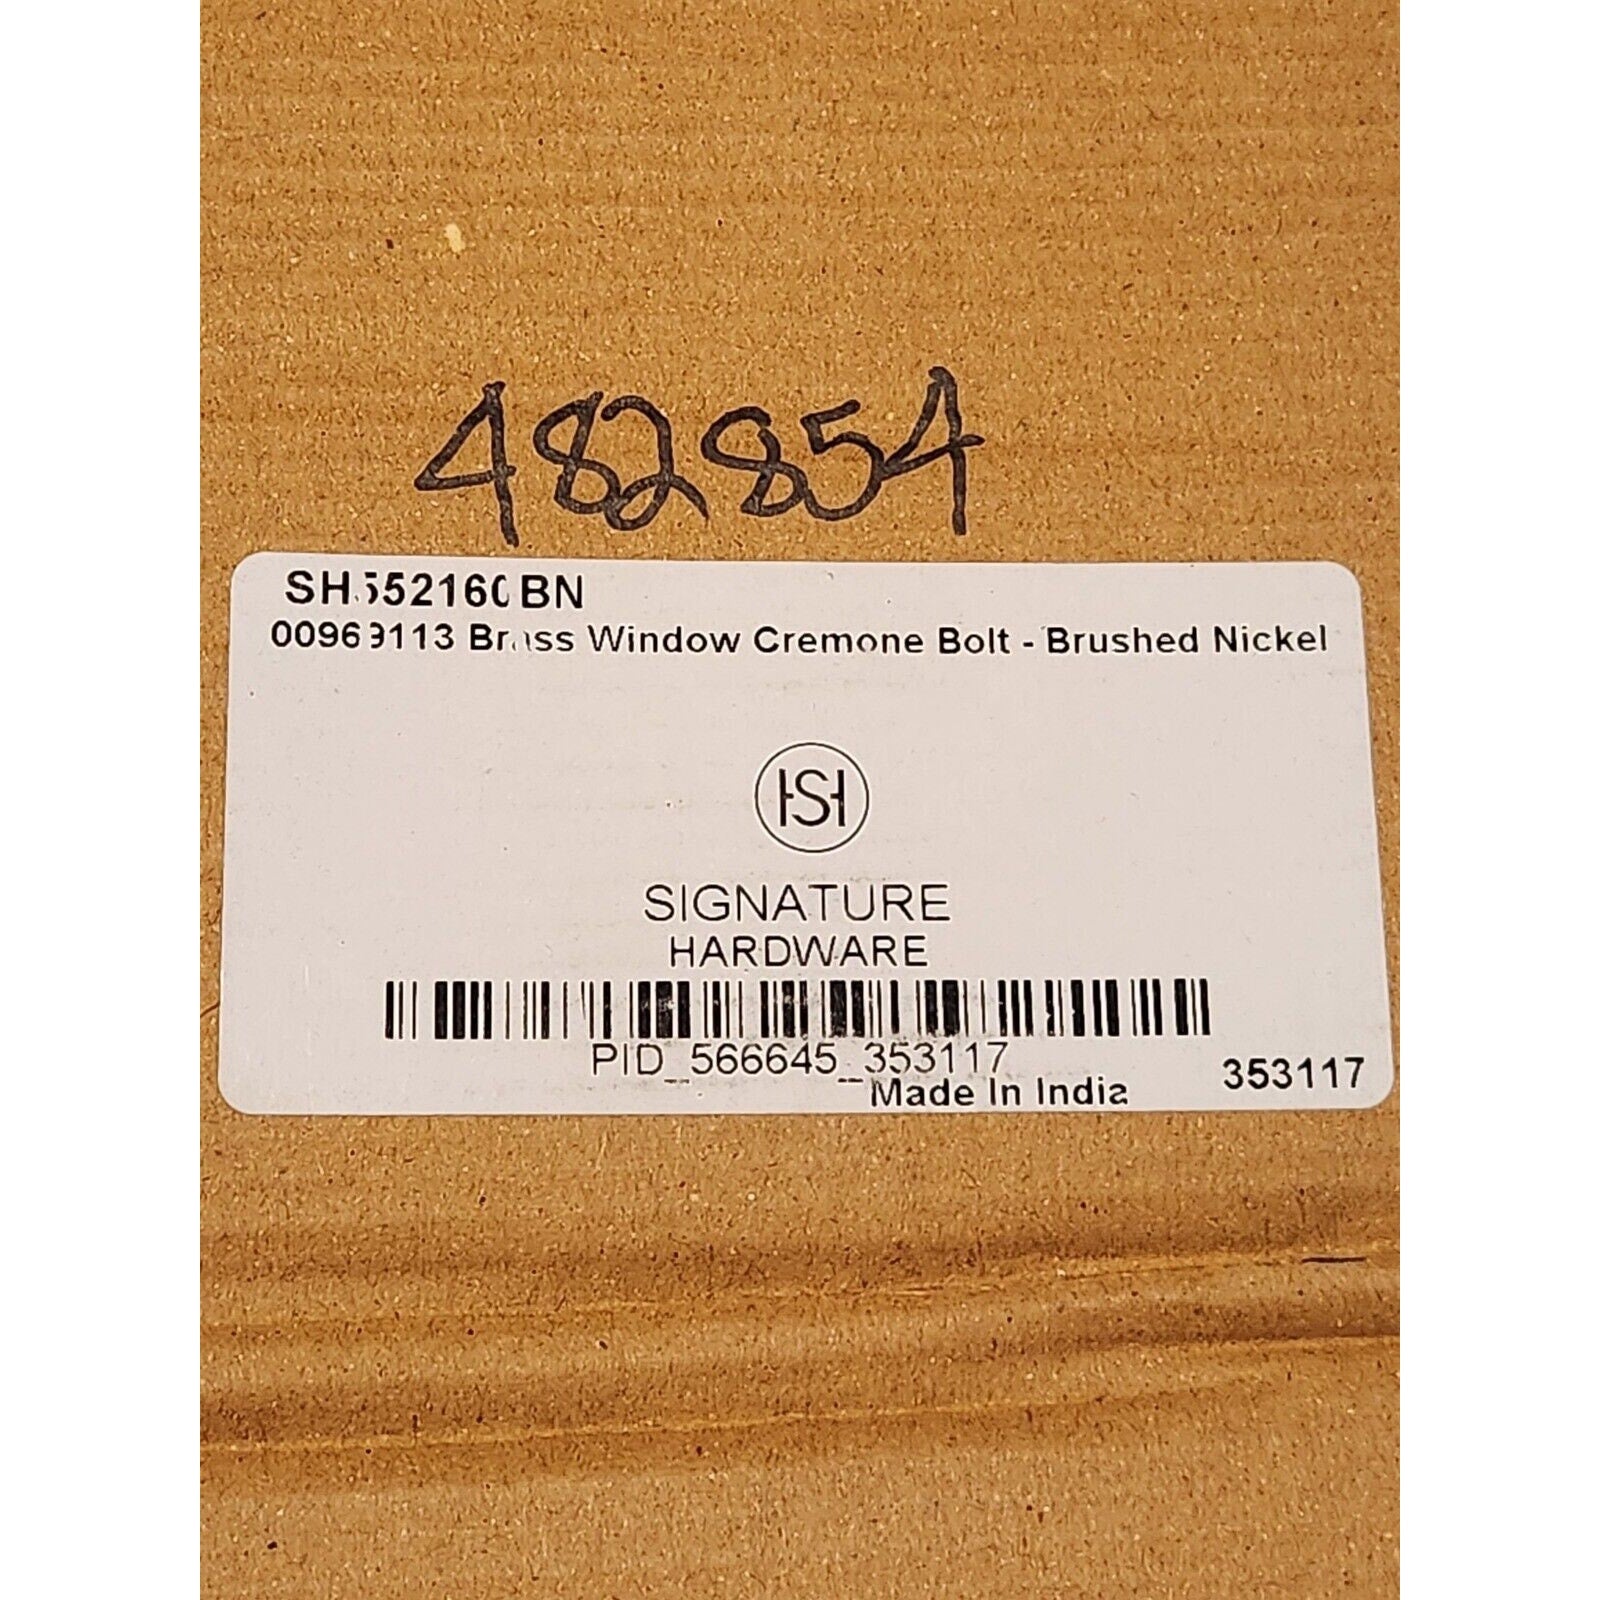 482854
SH552160BN
00969113 Brass Window Cremone Bolt - Brushed Nickel
SH
SIGNATURE
HARDWARE
PID_566645_353117
Made In India
353117